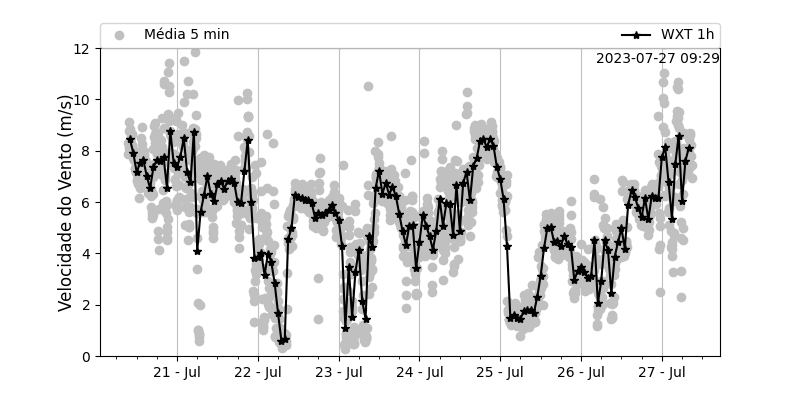 Média 5 min
WXT 1h
2023-07-27 09:29
Velocidade do Vento (m/s)
12
10
8
6
4
2
0
21 - Jul
22 - Jul
23 - Jul
24 - Jul
25 - Jul
26 - Jul
27 - Jul